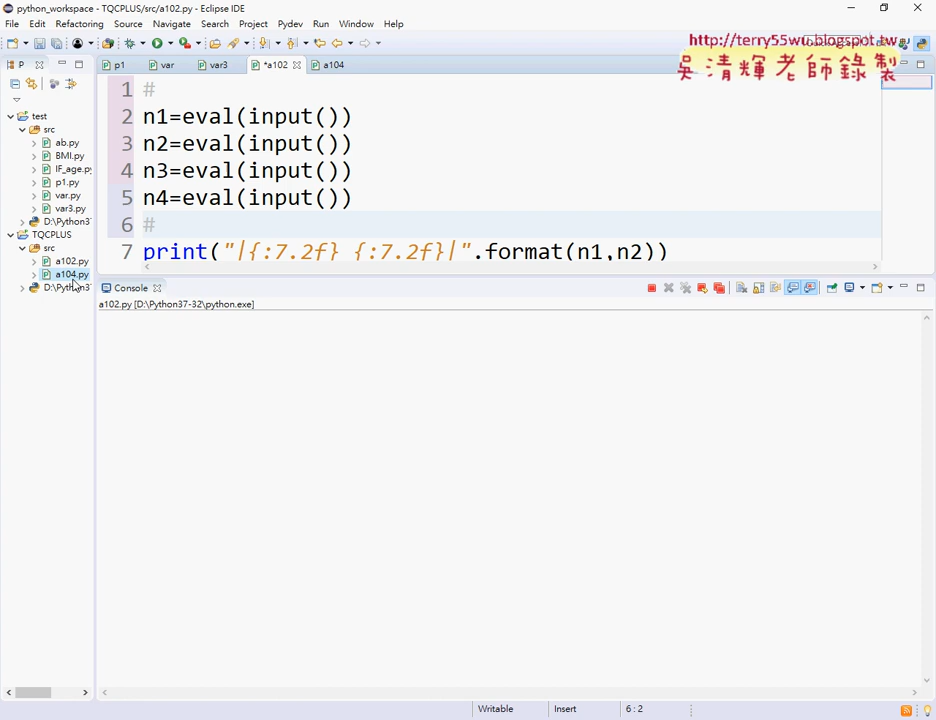 python_workspace - TQCPLUS/src/a102.py - Eclipse IDE
File Edit Refactoring Source Navigate Search Project Pydev Run Window Help
http://terry55wu.blogspot.tw
吳清輝老師錄製
P
p1 var var3 *a102 a104
test
src
ab.py
BMI.py
IF_age.py
p1.py
var.py
var3.py
D:\Python3
TQCPLUS
src
a102.py
a104.py
D:\Python3
1 #
2 n1=eval(input())
3 n2=eval(input())
4 n3=eval(input())
5 n4=eval(input())
6 #
7 print("|{:7.2f} {:7.2f}|".format(n1,n2))
Console
a102.py [D:\Python37-32\python.exe]
Writable Insert 6 : 2